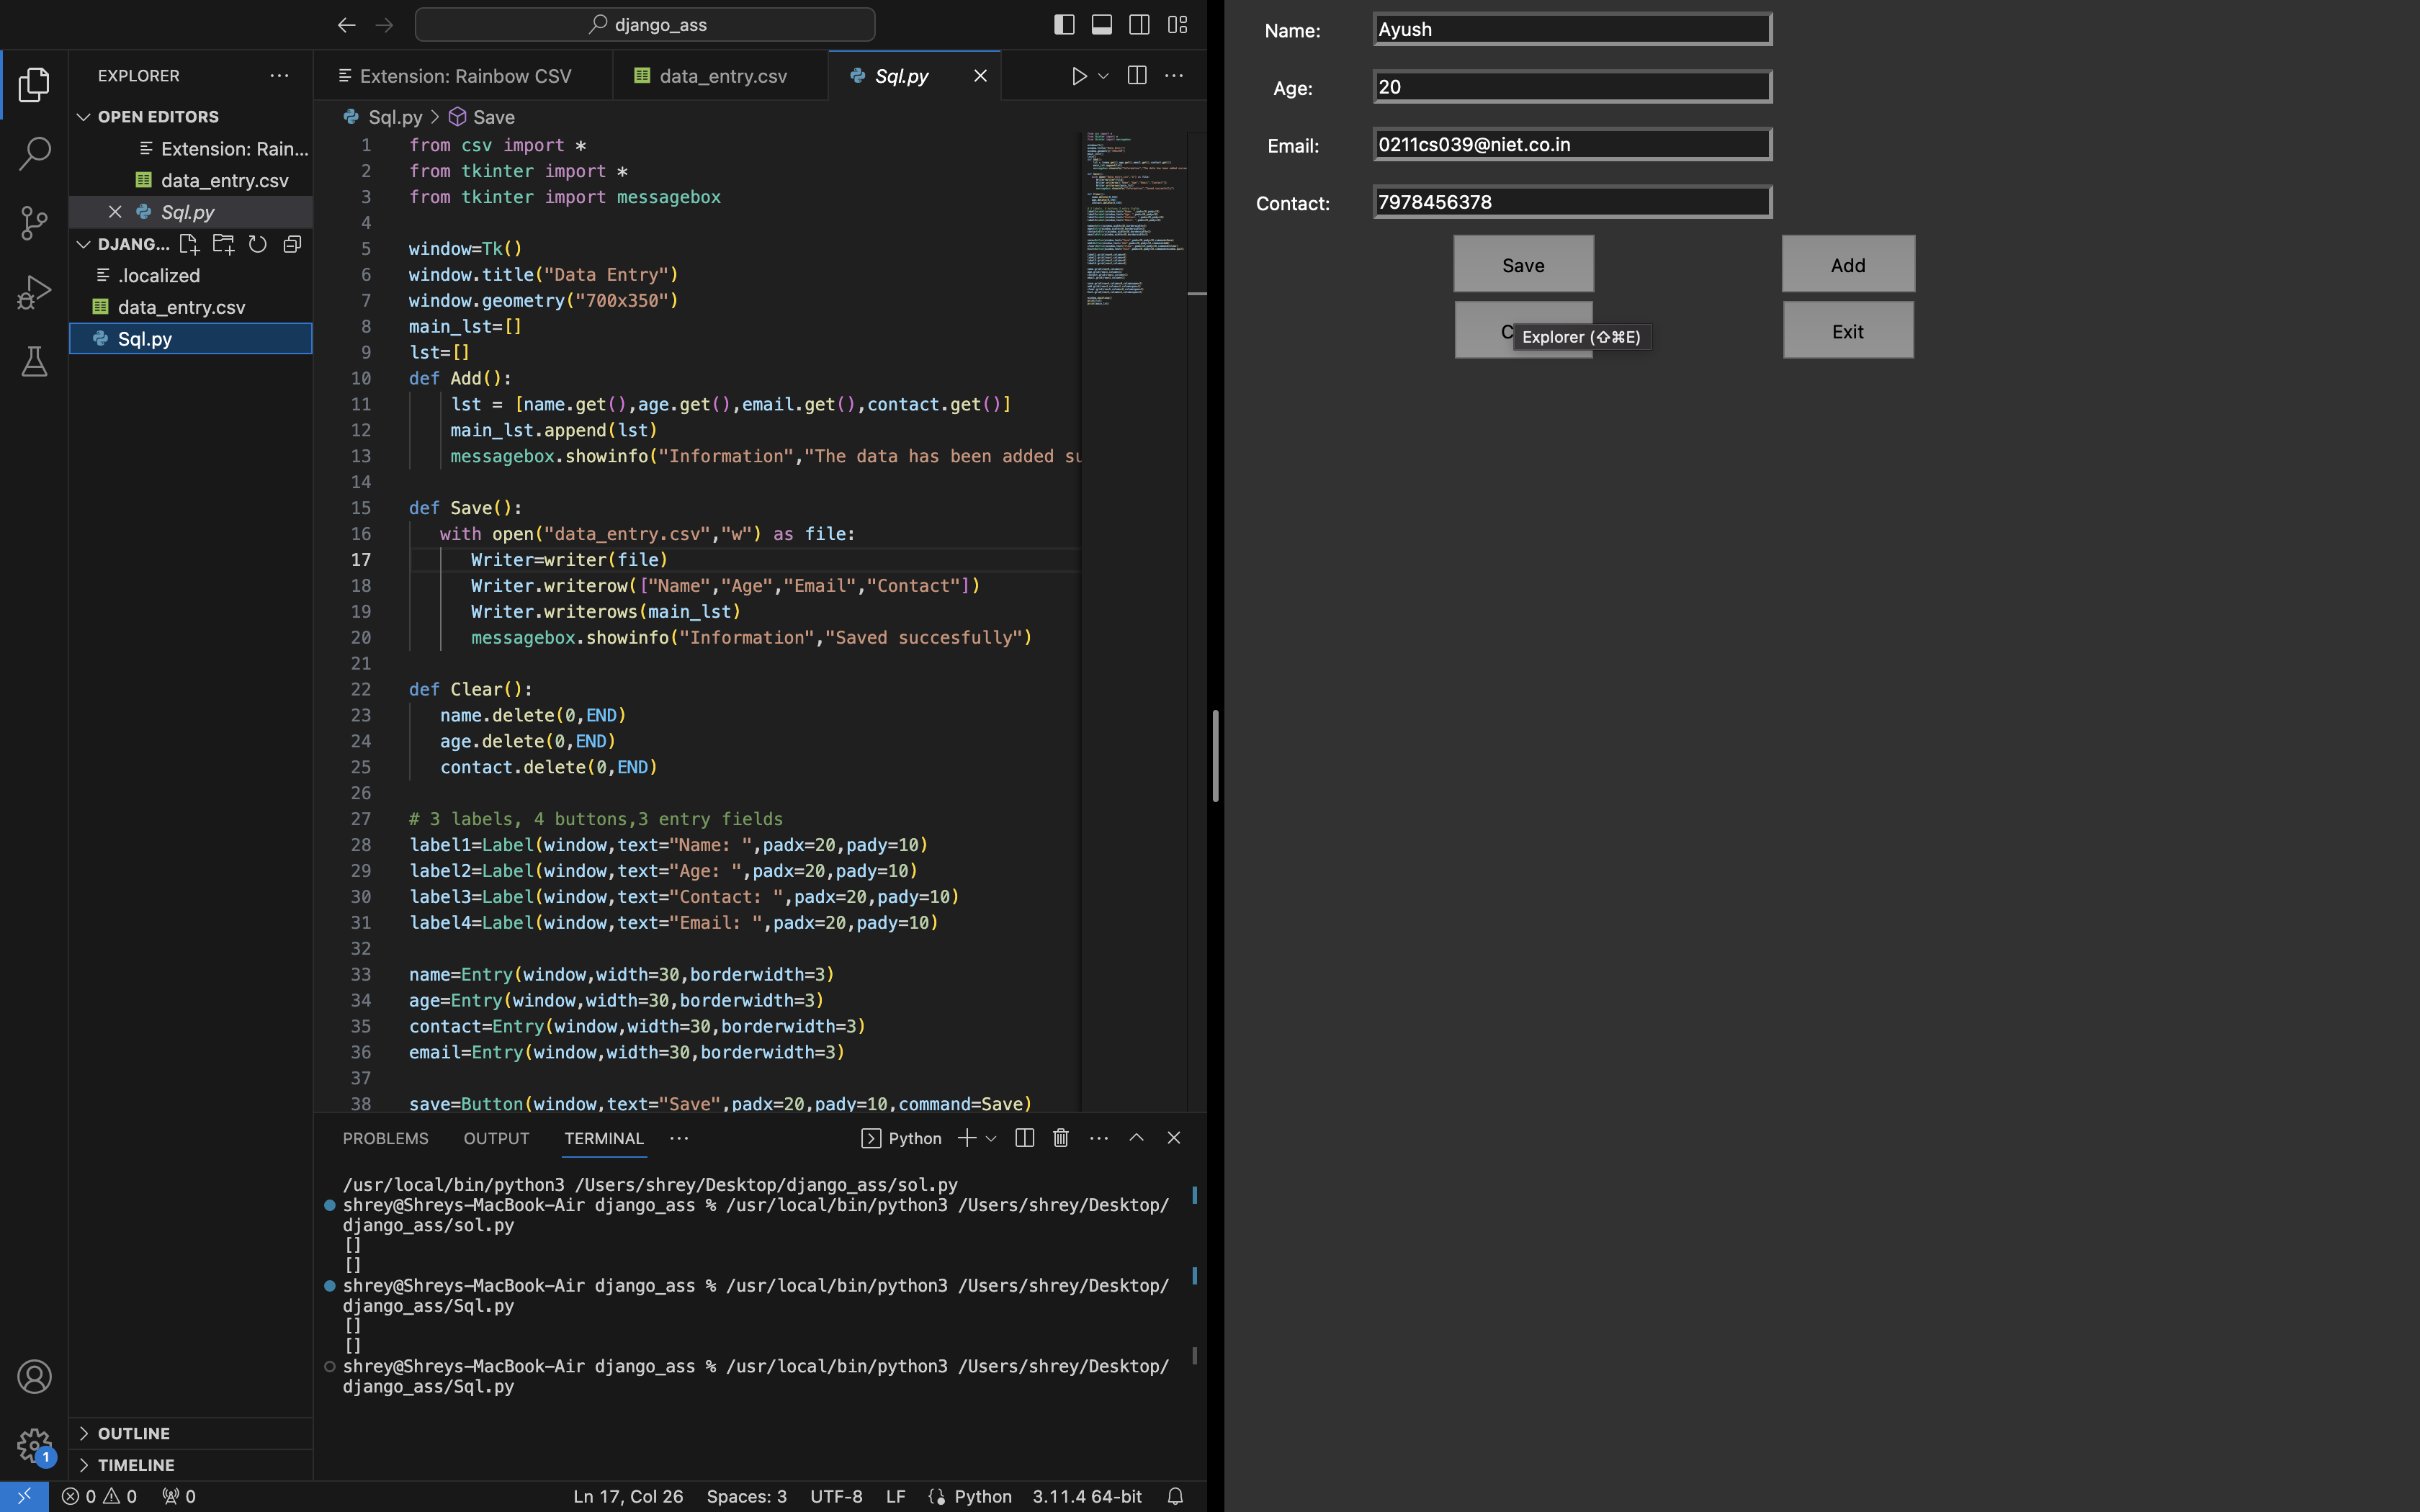 django_ass
EXPLORER
OPEN EDITORS
Extension: Rain...
data_entry.csv
Sql.py
DJANG...
.localized
data_entry.csv
Sql.py
OUTLINE
TIMELINE
Extension: Rainbow CSV
data_entry.csv
Sql.py
Sql.py > Save
1 from csv import *
2 from tkinter import *
3 from tkinter import messagebox
4
5 window=Tk()
6 window.title("Data Entry")
7 window.geometry("700x350")
8 main_lst=[]
9 lst=[]
10 def Add():
11 lst = [name.get(),age.get(),email.get(),contact.get()]
12 main_lst.append(lst)
13 messagebox.showinfo("Information","The data has been added su
14
15 def Save():
16 with open("data_entry.csv","w") as file:
17 Writer=writer(file)
18 Writer.writerow(["Name","Age","Email","Contact"])
19 Writer.writerows(main_lst)
20 messagebox.showinfo("Information","Saved succesfully")
21
22 def Clear():
23 name.delete(0,END)
24 age.delete(0,END)
25 contact.delete(0,END)
26
27 # 3 labels, 4 buttons,3 entry fields
28 label1=Label(window,text="Name: ",padx=20,pady=10)
29 label2=Label(window,text="Age: ",padx=20,pady=10)
30 label3=Label(window,text="Contact: ",padx=20,pady=10)
31 label4=Label(window,text="Email: ",padx=20,pady=10)
32
33 name=Entry(window,width=30,borderwidth=3)
34 age=Entry(window,width=30,borderwidth=3)
35 contact=Entry(window,width=30,borderwidth=3)
36 email=Entry(window,width=30,borderwidth=3)
37
38 save=Button(window,text="Save",padx=20,pady=10,command=Save)
PROBLEMS OUTPUT TERMINAL
Python
/usr/local/bin/python3 /Users/shrey/Desktop/django_ass/sol.py
shrey@Shreys-MacBook-Air django_ass % /usr/local/bin/python3 /Users/shrey/Desktop/
django_ass/sol.py
[]
[]
shrey@Shreys-MacBook-Air django_ass % /usr/local/bin/python3 /Users/shrey/Desktop/
django_ass/Sql.py
[]
[]
shrey@Shreys-MacBook-Air django_ass % /usr/local/bin/python3 /Users/shrey/Desktop/
django_ass/Sql.py
1
0 0 0 Ln 17, Col 26 Spaces: 3 UTF-8 LF Python 3.11.4 64-bit
Name: Ayush
Age: 20
Email: 0211cs039@niet.co.in
Contact: 7978456378
Save Add
C Exit
Explorer (⇧⌘E)